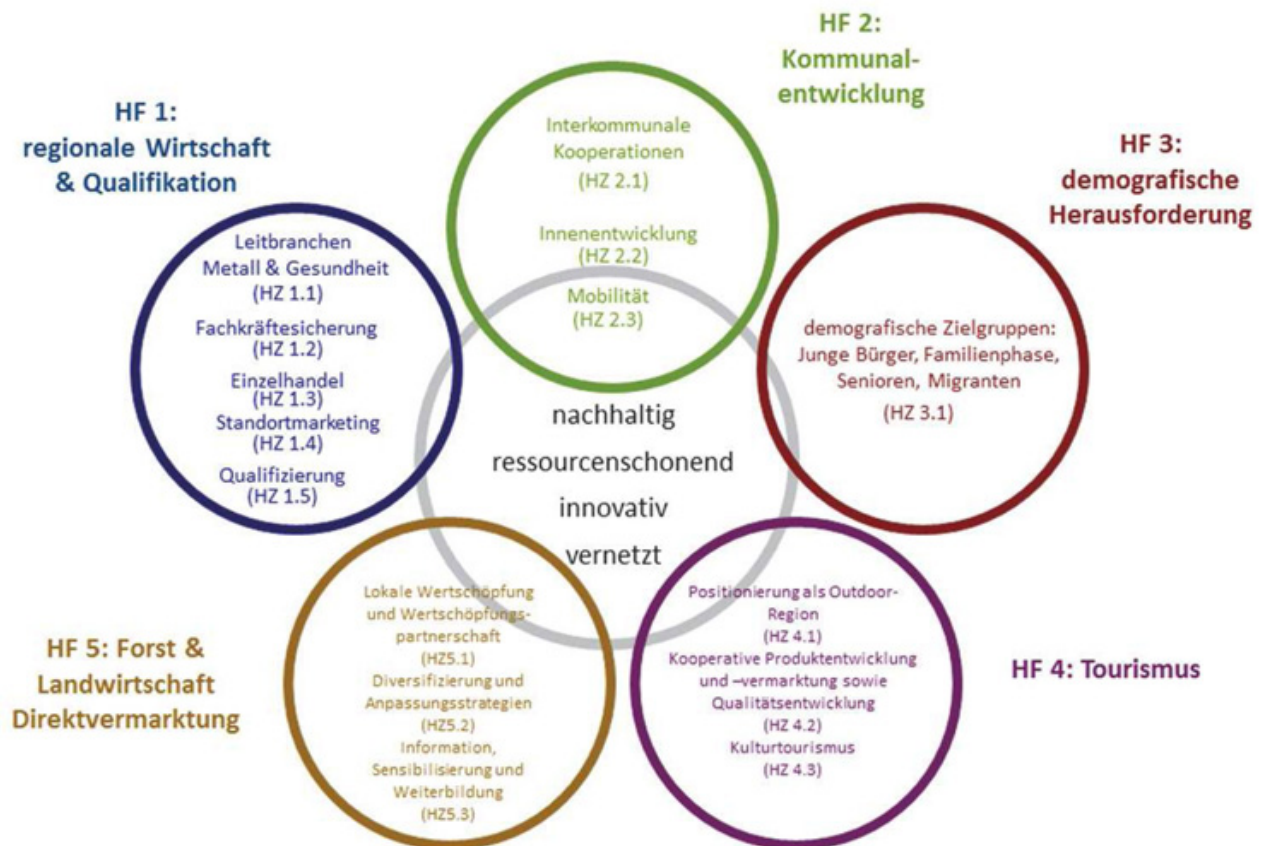 HF 1:
regionale Wirtschaft
& Qualifikation
Leitbranchen
Metall & Gesundheit
(HZ 1.1)
Fachkräftesicherung
(HZ 1.2)
Einzelhandel
(HZ 1.3)
Standortmarketing
(HZ 1.4)
Qualifizierung
(HZ 1.5)
HF 2:
Kommunal-
entwicklung
Interkommunale
Kooperationen
(HZ 2.1)
Innenentwicklung
(HZ 2.2)
Mobilität
(HZ 2.3)
HF 3:
demografische
Herausforderung
demografische Zielgruppen:
Junge Bürger, Familienphase,
Senioren, Migranten
(HZ 3.1)
nachhaltig
ressourcenschonend
innovativ
vernetzt
HF 4: Tourismus
Positionierung als Outdoor-
Region
(HZ 4.1)
Kooperative Produktentwicklung
und –vermarktung sowie
Qualitätsentwicklung
(HZ 4.2)
Kulturtourismus
(HZ 4.3)
HF 5: Forst &
Landwirtschaft
Direktvermarktung
Lokale Wertschöpfung
und Wertschöpfungs-
partnerschaft
(HZ5.1)
Diversifizierung und
Anpassungsstrategien
(HZ5.2)
Information,
Sensibilisierung und
Weiterbildung
(HZ5.3)